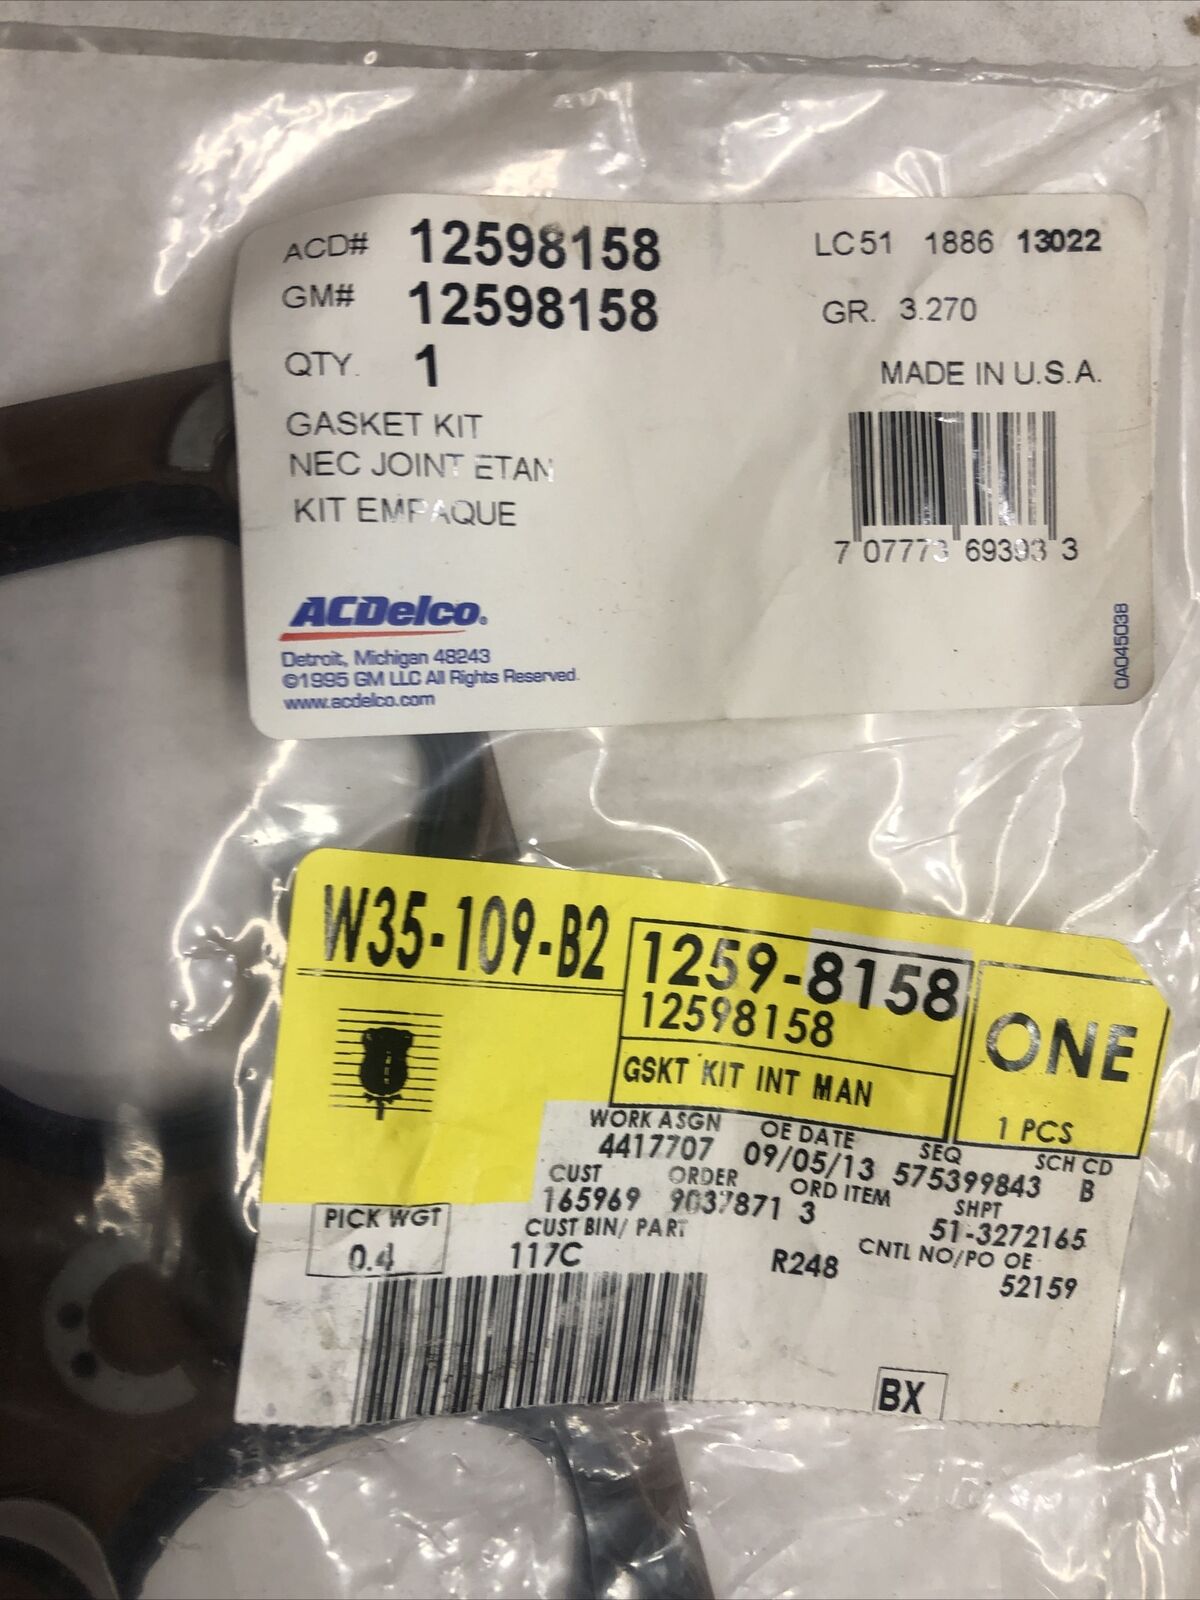 ACD# 12598158
GM# 12598158
QTY. 1
GASKET KIT
NEC JOINT ETAN
KIT EMPAQUE
LC51 1886 13022
GR. 3.270
MADE IN U.S.A.
7 07773 69393 3
ACDelco®
Detroit, Michigan 48243
©1995 GM LLC All Rights Reserved.
www.acdelco.com
0A045038
W35-109-B2
1259-8158
12598158
GSKT KIT INT MAN
ONE
1 PCS
WORK ASGN OE DATE SEQ SCH CD
4417707 09/05/13 575399843 B
CUST ORDER ORD ITEM SHPT
165969 9037871 3 51-3272165
PICK WGT CUST BIN/ PART CNTL NO/PO OE
0.4 117C R248 52159
BX